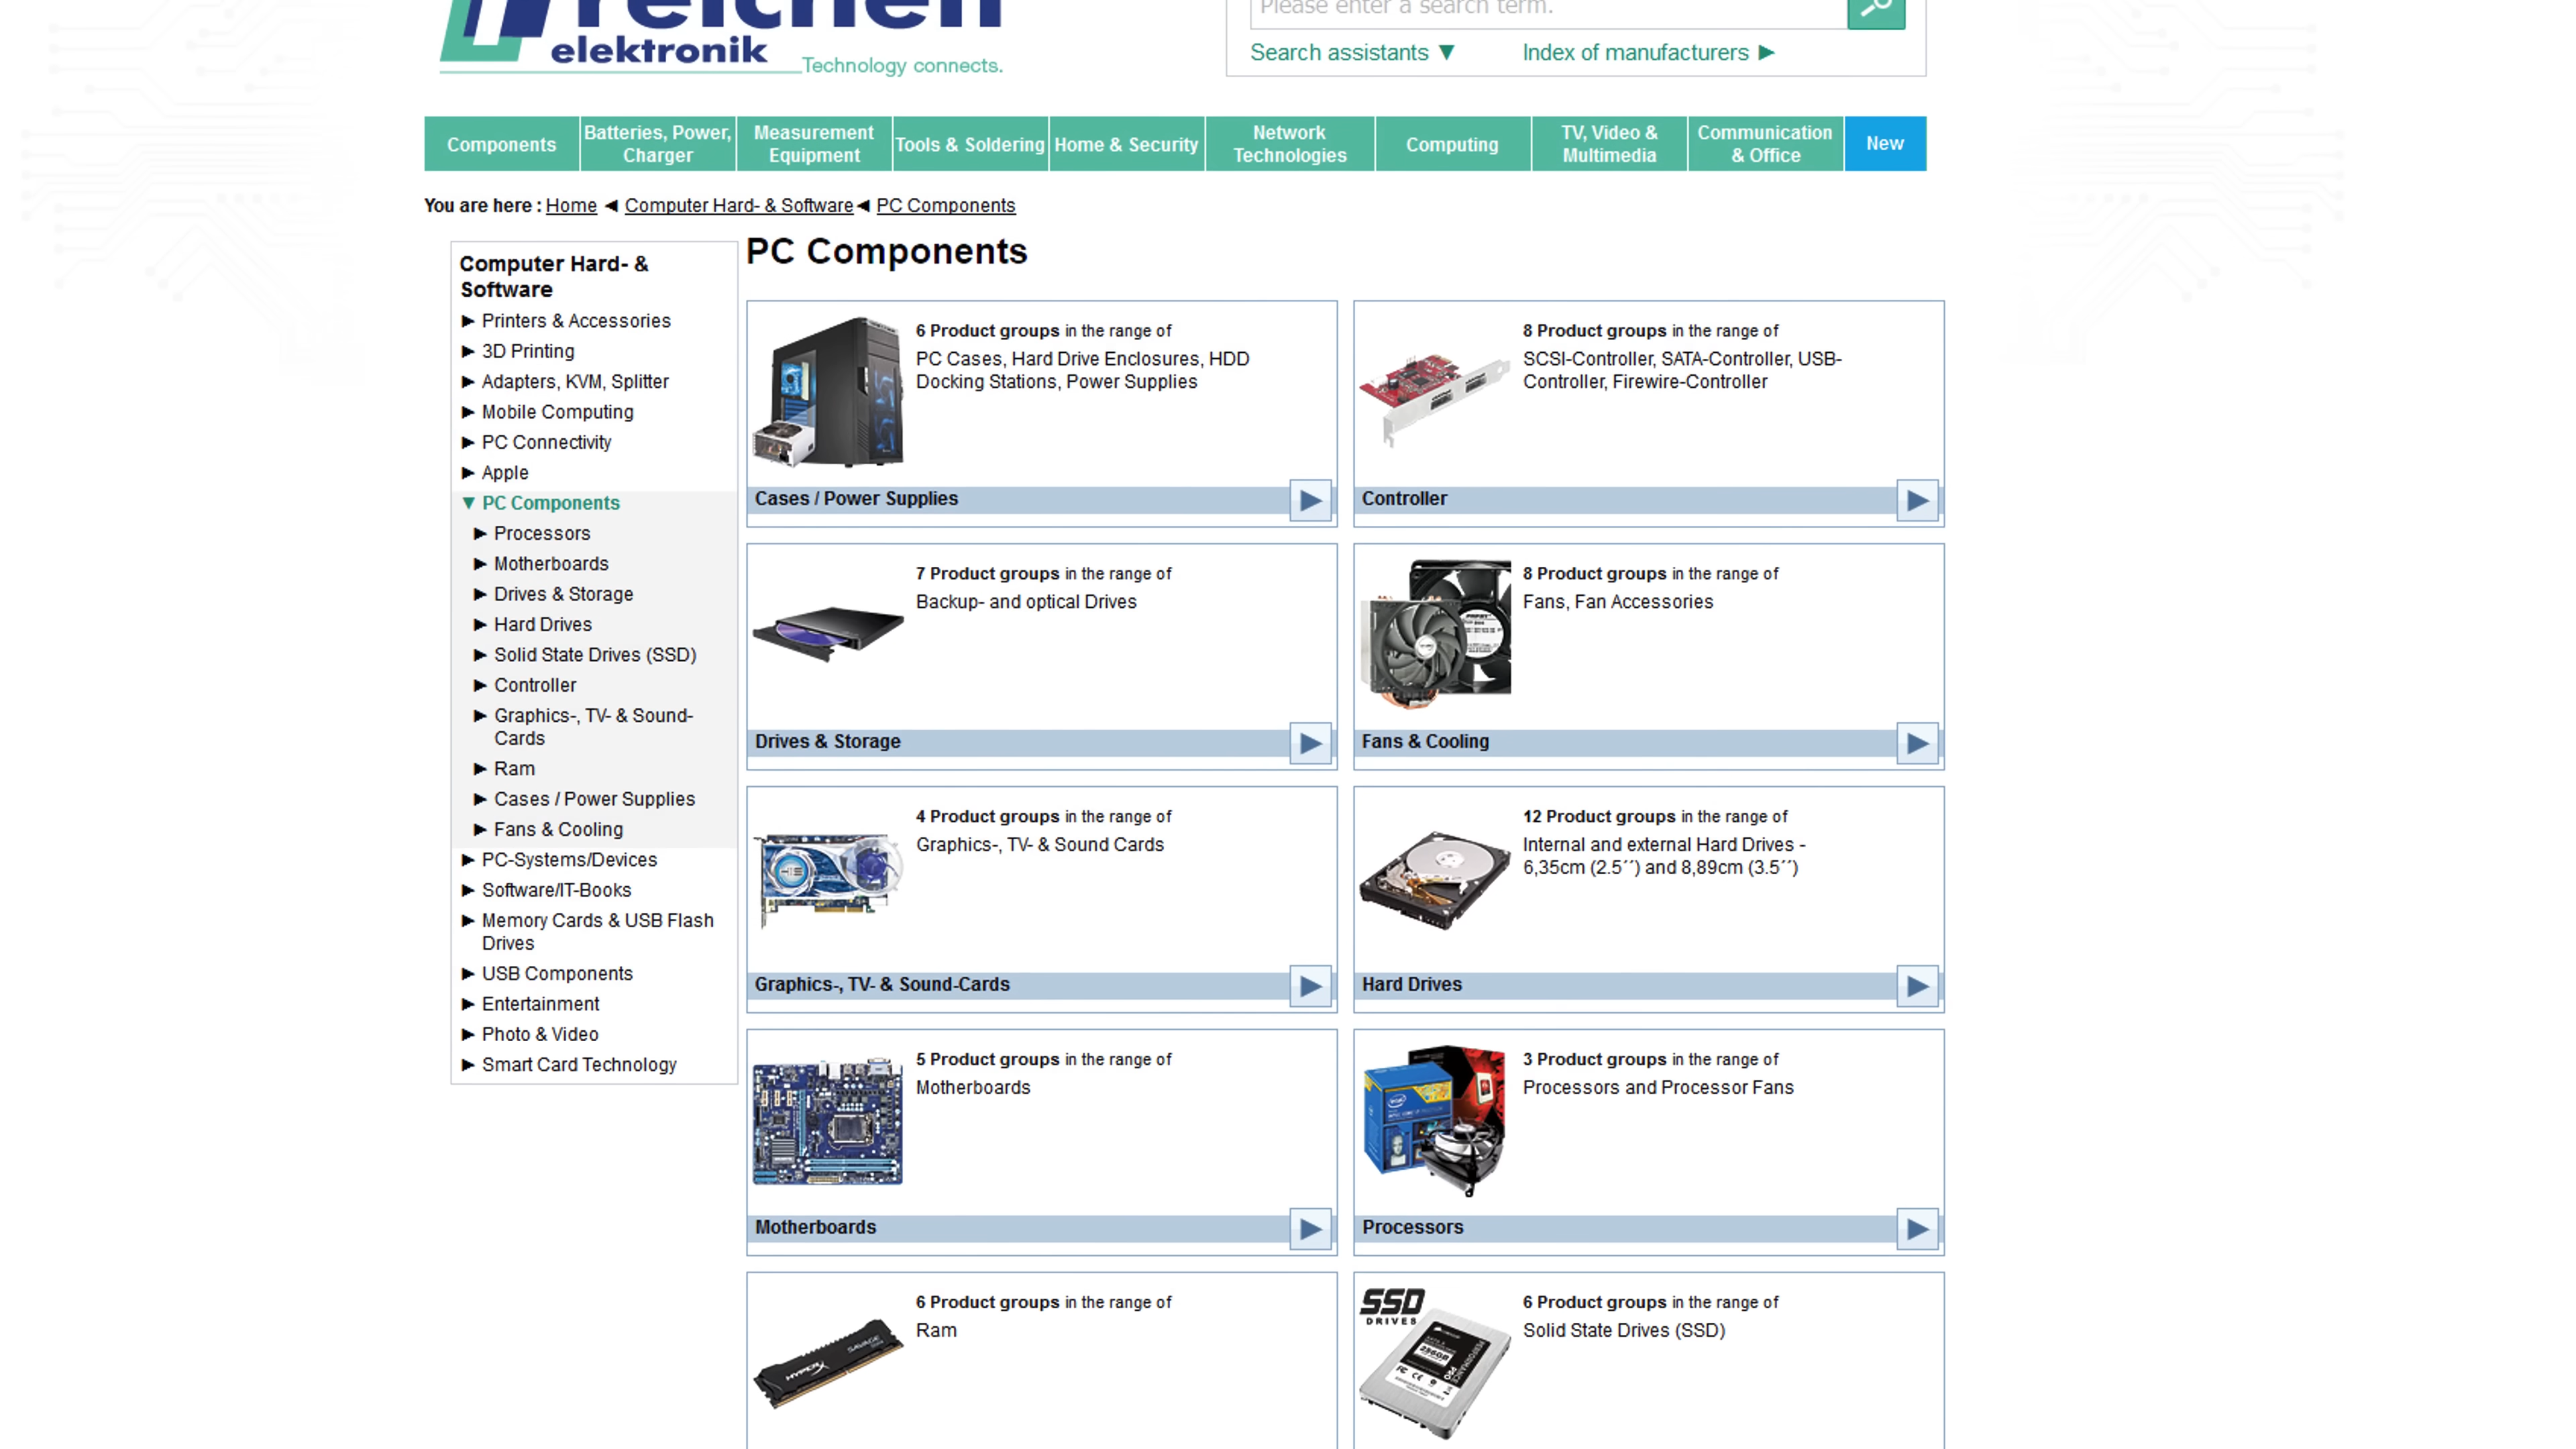 elektronik
Technology connects.
Please enter a search term.
Search assistants ▼
Index of manufacturers ►
Components
Batteries, Power,
Charger
Measurement
Equipment
Tools & Soldering
Home & Security
Network
Technologies
Computing
TV, Video &
Multimedia
Communication
& Office
New
You are here : Home ◄ Computer Hard- & Software ◄ PC Components
Computer Hard- &
Software
► Printers & Accessories
► 3D Printing
► Adapters, KVM, Splitter
► Mobile Computing
► PC Connectivity
► Apple
▼ PC Components
► Processors
► Motherboards
► Drives & Storage
► Hard Drives
► Solid State Drives (SSD)
► Controller
► Graphics-, TV- & Sound-
Cards
► Ram
► Cases / Power Supplies
► Fans & Cooling
► PC-Systems/Devices
► Software/IT-Books
► Memory Cards & USB Flash
Drives
► USB Components
► Entertainment
► Photo & Video
► Smart Card Technology
PC Components
6 Product groups in the range of
PC Cases, Hard Drive Enclosures, HDD
Docking Stations, Power Supplies
Cases / Power Supplies
8 Product groups in the range of
SCSI-Controller, SATA-Controller, USB-
Controller, Firewire-Controller
Controller
7 Product groups in the range of
Backup- and optical Drives
Drives & Storage
8 Product groups in the range of
Fans, Fan Accessories
Fans & Cooling
4 Product groups in the range of
Graphics-, TV- & Sound Cards
Graphics-, TV- & Sound-Cards
12 Product groups in the range of
Internal and external Hard Drives -
6,35cm (2.5´´) and 8,89cm (3.5´´)
Hard Drives
5 Product groups in the range of
Motherboards
Motherboards
3 Product groups in the range of
Processors and Processor Fans
Processors
6 Product groups in the range of
Ram
HYPERX
SAVAGE
6 Product groups in the range of
Solid State Drives (SSD)
SSD
DRIVES
256GB